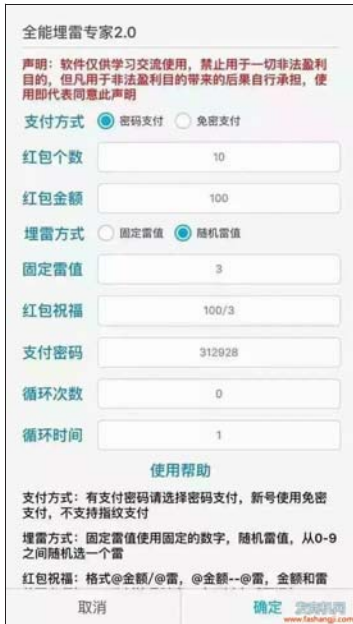 全能埋雷专家2.0
声明：软件仅供学习交流使用，禁止用于一切非法盈利
目的，但凡用于非法盈利目的带来的后果自行承担，使
用即代表同意此声明
支付方式 密码支付 免密支付
红包个数 10
红包金额 100
埋雷方式 固定雷值 随机雷值
固定雷值 3
红包祝福 100/3
支付密码 312928
循环次数 0
循环时间 1
使用帮助
支付方式：有支付密码请选择密码支付，新号使用免密
支付，不支持指纹支付
埋雷方式：固定雷值使用固定的数字，随机雷值，从0-9
之间随机选一个雷
红包祝福：格式@金额/@雷，@金额--@雷，金额和雷
取消 确定
www.fashangji.com